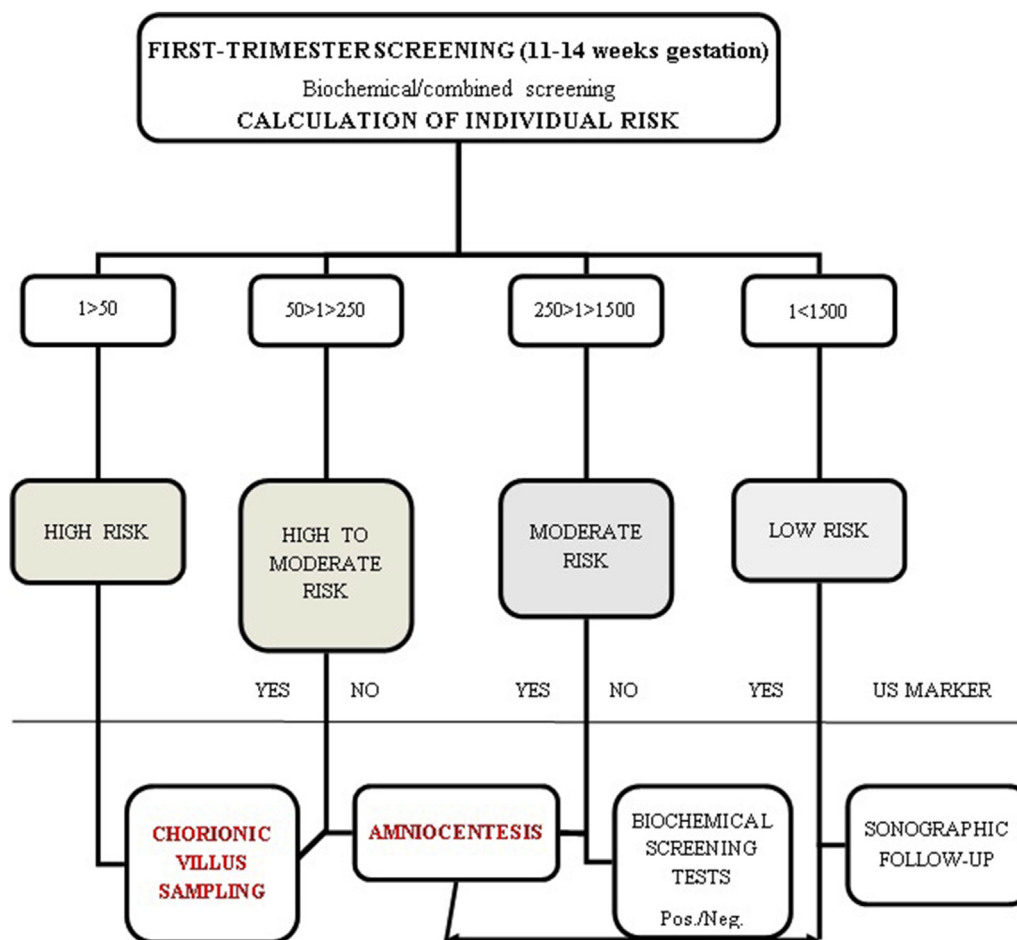 FIRST-TRIMESTER SCREENING (11-14 weeks gestation)
Biochemical/combined screening
CALCULATION OF INDIVIDUAL RISK
1>50
50>1>250
250>1>1500
1<1500
HIGH RISK
HIGH TO
MODERATE
RISK
MODERATE
RISK
LOW RISK
YES NO
YES NO
YES
US MARKER
CHORIONIC
VILLUS
SAMPLING
AMNIOCENTESIS
BIOCHEMICAL
SCREENING
TESTS
Pos./Neg.
SONOGRAPHIC
FOLLOW-UP